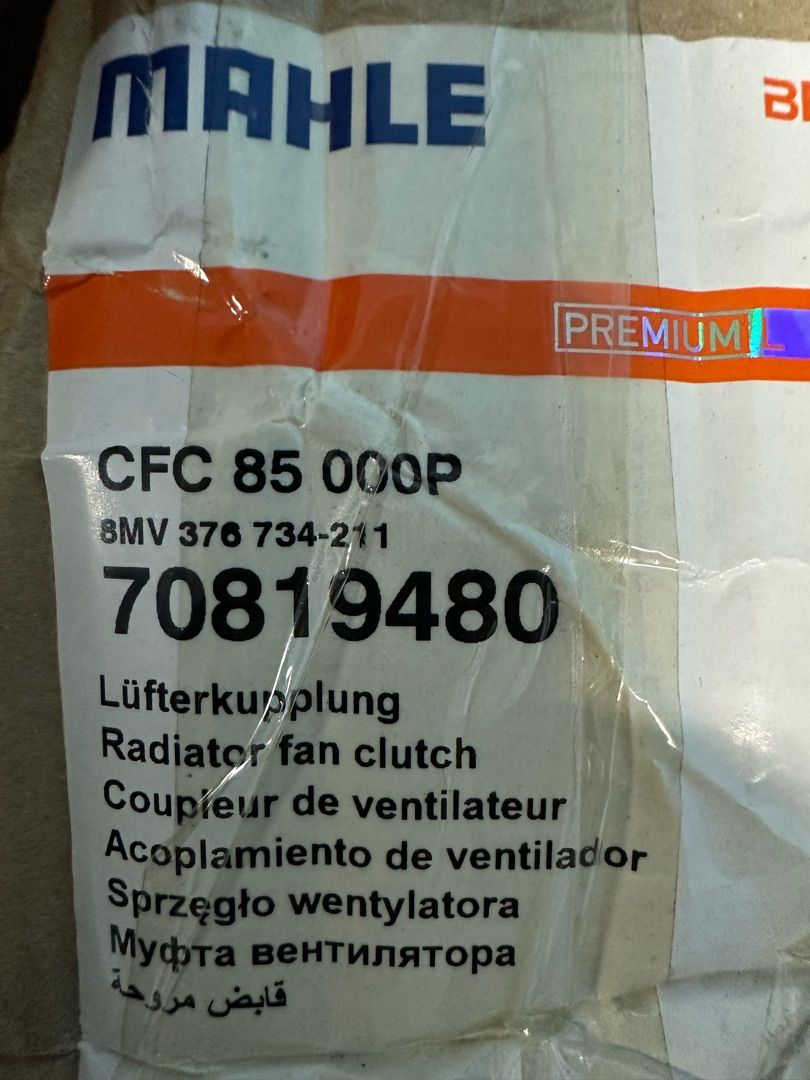 MAHLE
PREMIUM L
CFC 85 000P
8MV 376 734-211
70819480
Lüfterkupplung
Radiator fan clutch
Coupleur de ventilateur
Acoplamiento de ventilador
Sprzęgło wentylatora
Муфта вентилятора
قابض مروحة